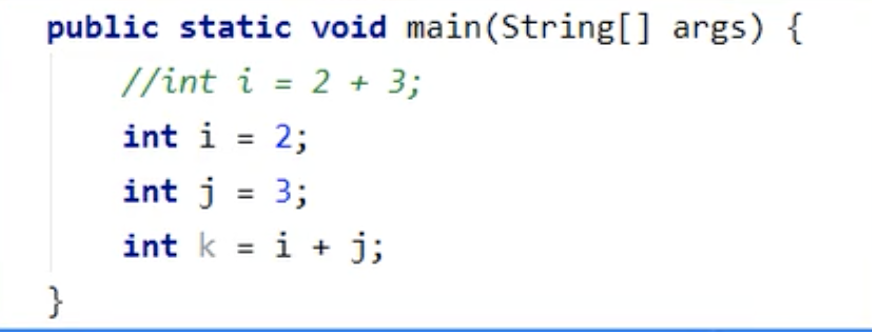 public static void main(String[] args) {
//int i = 2 + 3;
int i = 2;
int j = 3;
int k = i + j;
}